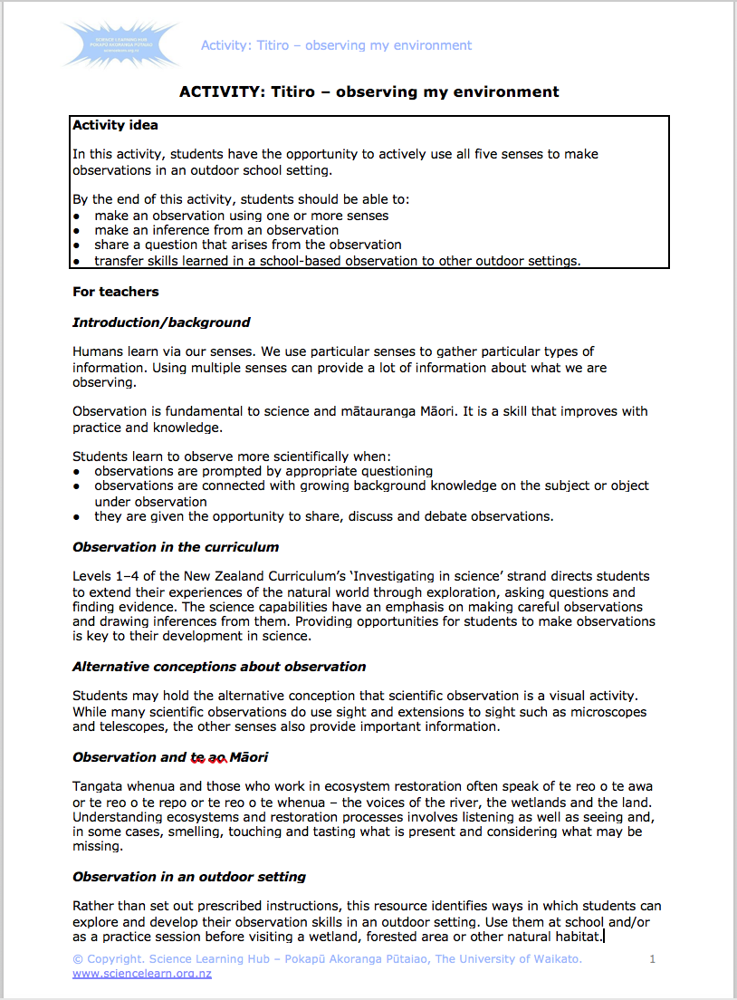 SCIENCE LEARNING HUB
POKAPŪ AKORANGA PŪTAIAO
sciencelearn.org.nz
Activity: Titiro – observing my environment
ACTIVITY: Titiro – observing my environment
Activity idea
In this activity, students have the opportunity to actively use all five senses to make
observations in an outdoor school setting.
By the end of this activity, students should be able to:
● make an observation using one or more senses
● make an inference from an observation
● share a question that arises from the observation
● transfer skills learned in a school-based observation to other outdoor settings.
For teachers
Introduction/background
Humans learn via our senses. We use particular senses to gather particular types of
information. Using multiple senses can provide a lot of information about what we are
observing.
Observation is fundamental to science and mātauranga Māori. It is a skill that improves with
practice and knowledge.
Students learn to observe more scientifically when:
● observations are prompted by appropriate questioning
● observations are connected with growing background knowledge on the subject or object
under observation
● they are given the opportunity to share, discuss and debate observations.
Observation in the curriculum
Levels 1–4 of the New Zealand Curriculum’s ‘Investigating in science’ strand directs students
to extend their experiences of the natural world through exploration, asking questions and
finding evidence. The science capabilities have an emphasis on making careful observations
and drawing inferences from them. Providing opportunities for students to make observations
is key to their development in science.
Alternative conceptions about observation
Students may hold the alternative conception that scientific observation is a visual activity.
While many scientific observations do use sight and extensions to sight such as microscopes
and telescopes, the other senses also provide important information.
Observation and te ao Māori
Tangata whenua and those who work in ecosystem restoration often speak of te reo o te awa
or te reo o te repo or te reo o te whenua – the voices of the river, the wetlands and the land.
Understanding ecosystems and restoration processes involves listening as well as seeing and,
in some cases, smelling, touching and tasting what is present and considering what may be
missing.
Observation in an outdoor setting
Rather than set out prescribed instructions, this resource identifies ways in which students can
explore and develop their observation skills in an outdoor setting. Use them at school and/or
as a practice session before visiting a wetland, forested area or other natural habitat.
© Copyright. Science Learning Hub – Pokapū Akoranga Pūtaiao, The University of Waikato. 1
www.sciencelearn.org.nz